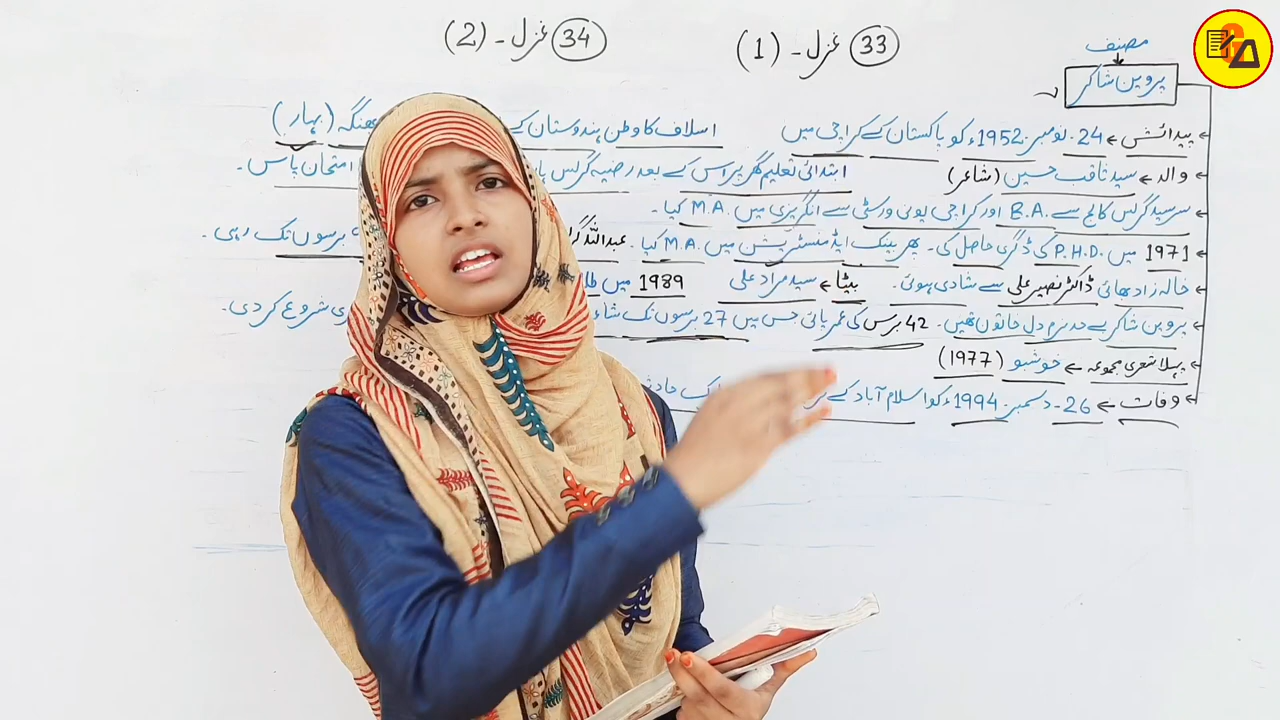 33 غزل - (1)
34 غزل - (2)
مصنف
پروین شاکر
پیدائش ← 24. نومبر 1952ء کو پاکستان کے کراچی میں
اسلاف کا وطن ہندوستان کے (بہار)
والد ← سید ثاقب حسین (شاعر)
ابتدائی تعلیم گھر پر اس کے بعد رضیہ گرلس امتحان پاس۔
سرسید گرلس کالج سے B.A. اور کراچی یونی ورسٹی سے انگریزی میں M.A. کیا۔
1971 میں P.H.D. کی ڈگری حاصل کی۔ پھر بینک ایڈمنسٹریشن میں M.A. کیا۔ عبداللہ برسوں تک رہی۔
خالہ زاد بھائی ڈاکٹر نصیر علی سے شادی ہوئی۔ بیٹا ← سید مراد علی 1989 میں
پروین شاکر بے حد نرم دل خاتون تھیں۔ 42 برس کی عمر پائی جس میں 27 برسوں تک شروع کر دی۔
پہلا شعری مجموعہ ← خوشبو (1977)
وفات ← 26 - دسمبر 1994ء کو اسلام آباد کے